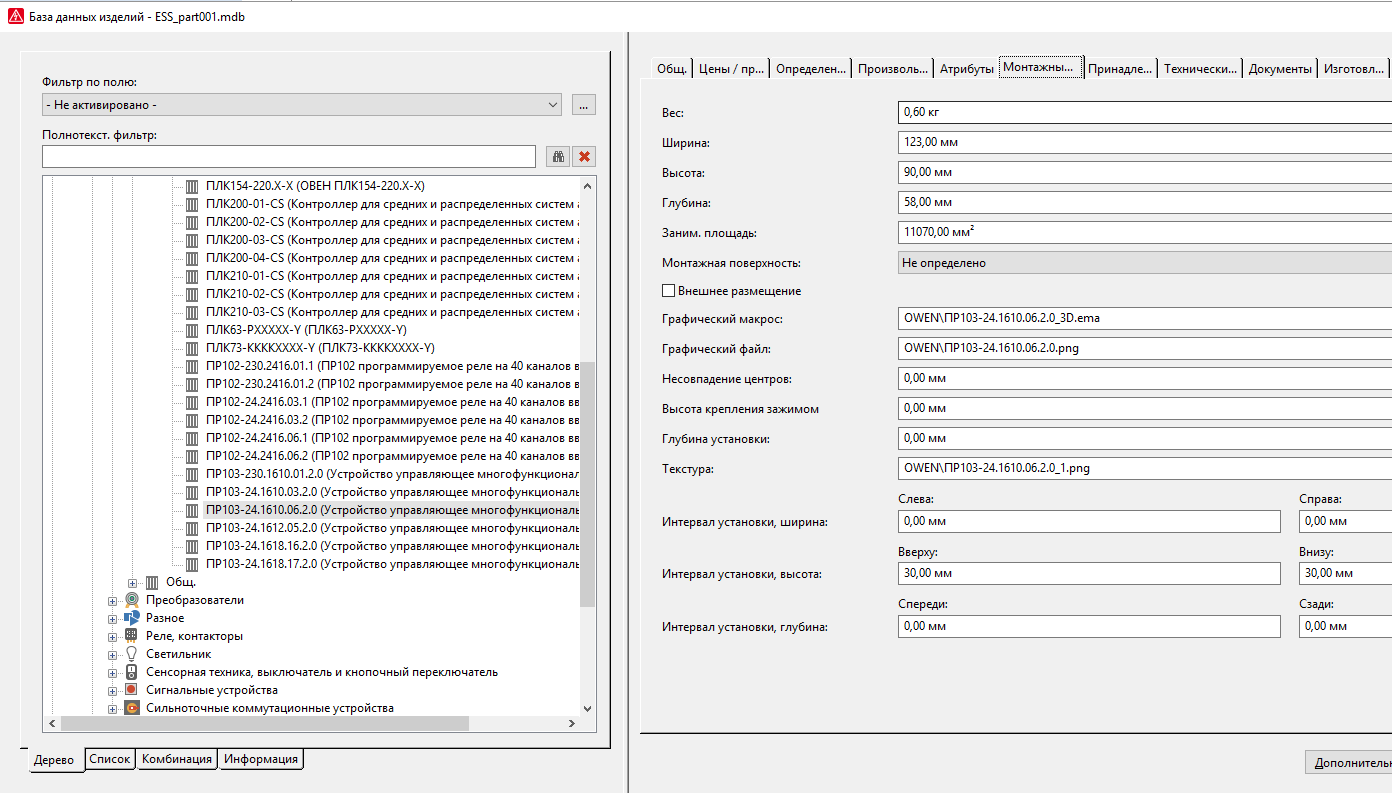 База данных изделий - ESS_part001.mdb
Фильтр по полю:
- Не активировано -
...
Полнотекст. фильтр:
ПЛК154-220.X-X (ОВЕН ПЛК154-220.X-X)
ПЛК200-01-CS (Контроллер для средних и распределенных систем а
ПЛК200-02-CS (Контроллер для средних и распределенных систем а
ПЛК200-03-CS (Контроллер для средних и распределенных систем а
ПЛК200-04-CS (Контроллер для средних и распределенных систем а
ПЛК210-01-CS (Контроллер для средних и распределенных систем а
ПЛК210-02-CS (Контроллер для средних и распределенных систем а
ПЛК210-03-CS (Контроллер для средних и распределенных систем а
ПЛК63-РXXXXX-Y (ПЛК63-РXXXXX-Y)
ПЛК73-ККККХХХХ-Y (ПЛК73-ККККХХХХ-Y)
ПР102-230.2416.01.1 (ПР102 программируемое реле на 40 каналов вв
ПР102-230.2416.01.2 (ПР102 программируемое реле на 40 каналов в
ПР102-24.2416.03.1 (ПР102 программируемое реле на 40 каналов вв
ПР102-24.2416.03.2 (ПР102 программируемое реле на 40 каналов вв
ПР102-24.2416.06.1 (ПР102 программируемое реле на 40 каналов вв
ПР102-24.2416.06.2 (ПР102 программируемое реле на 40 каналов вв
ПР103-230.1610.01.2.0 (Устройство управляющее многофункционал
ПР103-24.1610.03.2.0 (Устройство управляющее многофункциональ
ПР103-24.1610.06.2.0 (Устройство управляющее многофункциональ
ПР103-24.1612.05.2.0 (Устройство управляющее многофункциональ
ПР103-24.1618.16.2.0 (Устройство управляющее многофункциональ
ПР103-24.1618.17.2.0 (Устройство управляющее многофункциональ
Общ.
Преобразователи
Разное
Реле, контакторы
Светильник
Сенсорная техника, выключатель и кнопочный переключатель
Сигнальные устройства
Сильноточные коммутационные устройства
Дерево Список Комбинация Информация
Общ. Цены / пр... Определен... Произволь... Атрибуты Монтажны... Принадле... Технически... Документы Изготовл...
Вес: 0,60 кг
Ширина: 123,00 мм
Высота: 90,00 мм
Глубина: 58,00 мм
Заним. площадь: 11070,00 мм²
Монтажная поверхность: Не определено
Внешнее размещение
Графический макрос: OWEN\ПР103-24.1610.06.2.0_3D.ema
Графический файл: OWEN\ПР103-24.1610.06.2.0.png
Несовпадение центров: 0,00 мм
Высота крепления зажимом 0,00 мм
Глубина установки: 0,00 мм
Текстура: OWEN\ПР103-24.1610.06.2.0_1.png
Слева: Справа:
Интервал установки, ширина: 0,00 мм 0,00 мм
Вверху: Внизу:
Интервал установки, высота: 30,00 мм 30,00 мм
Спереди: Сзади:
Интервал установки, глубина: 0,00 мм 0,00 мм
Дополнитель